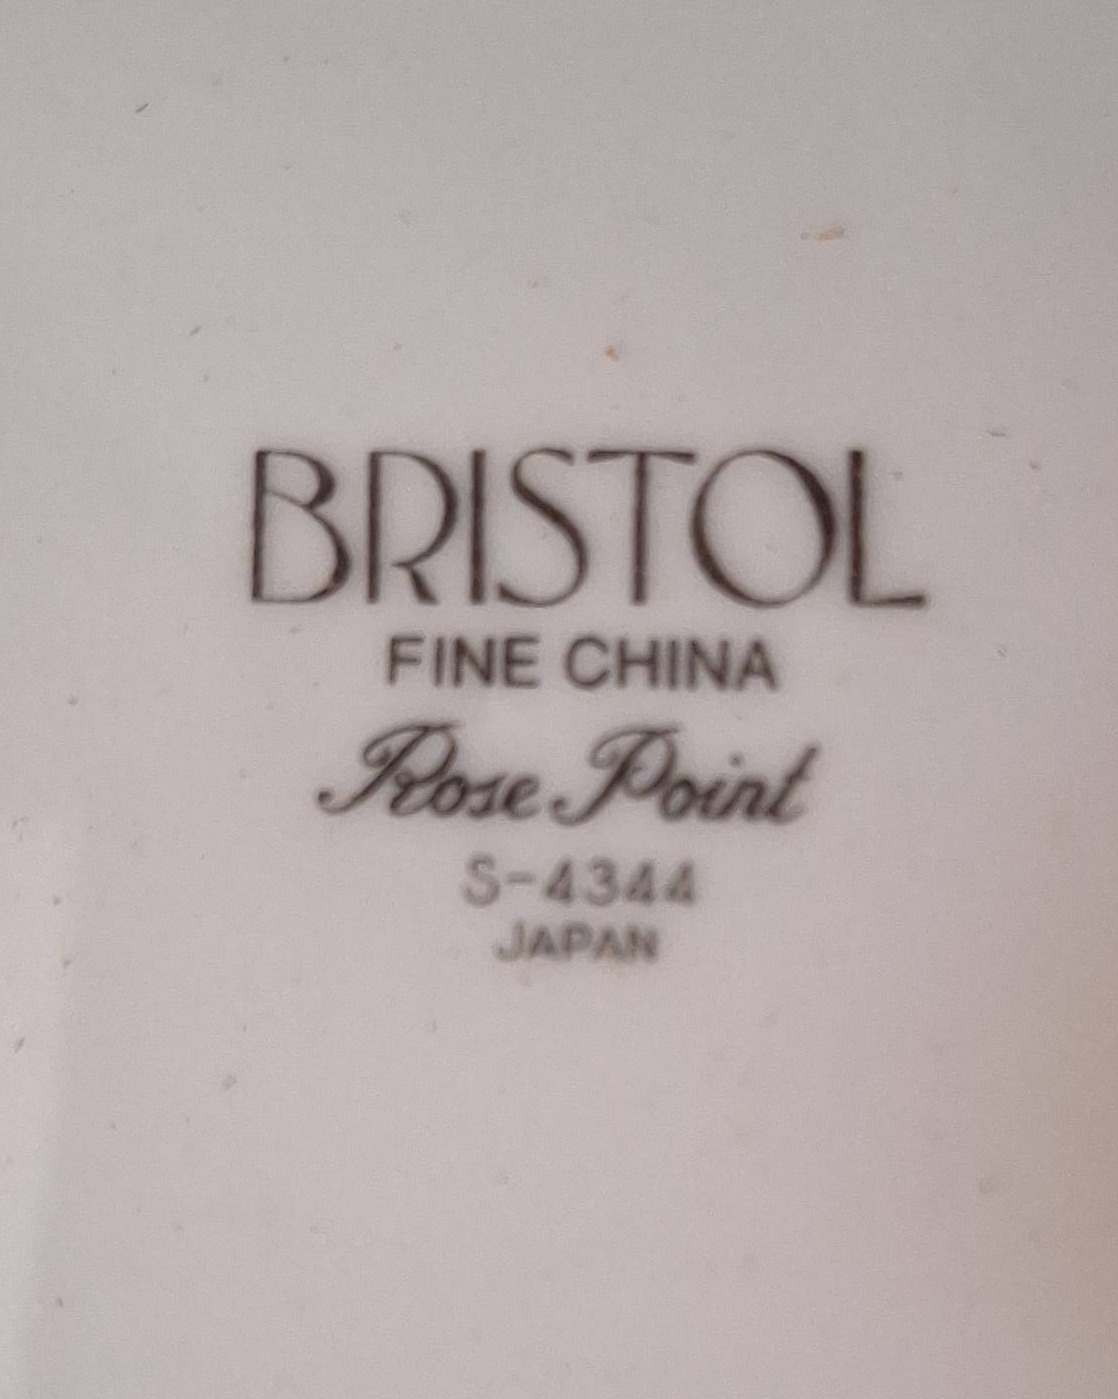 BRISTOL
FINE CHINA
Rose Point
S-4344
JAPAN